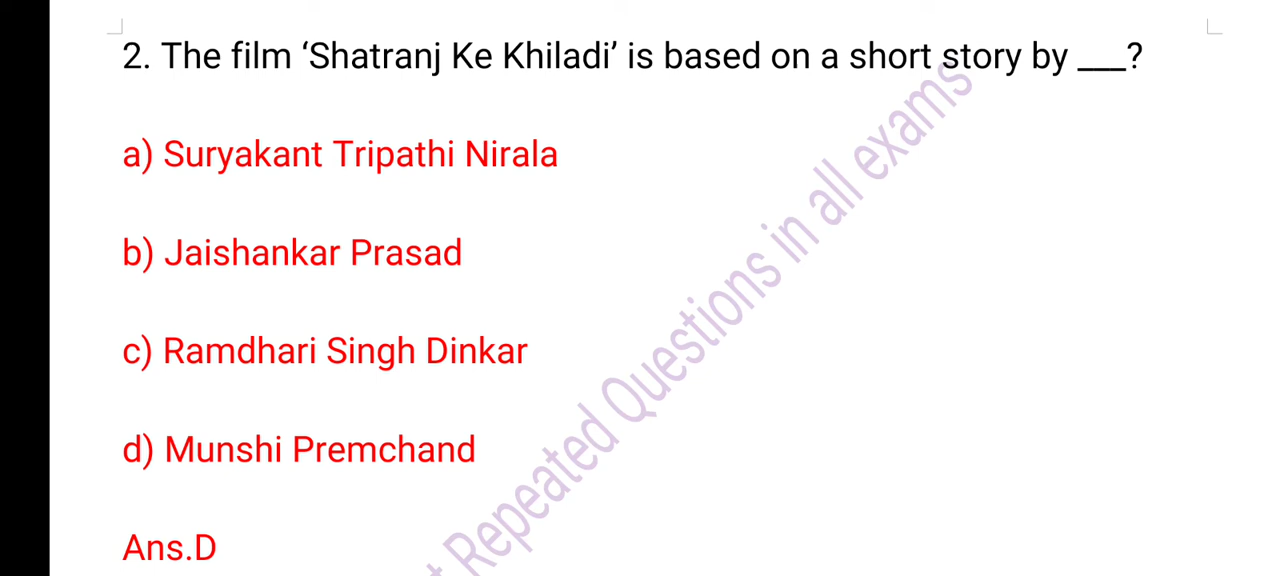 2. The film ‘Shatranj Ke Khiladi’ is based on a short story by ___?
a) Suryakant Tripathi Nirala
b) Jaishankar Prasad
c) Ramdhari Singh Dinkar
d) Munshi Premchand
Ans.D
Repeated Questions in all exams